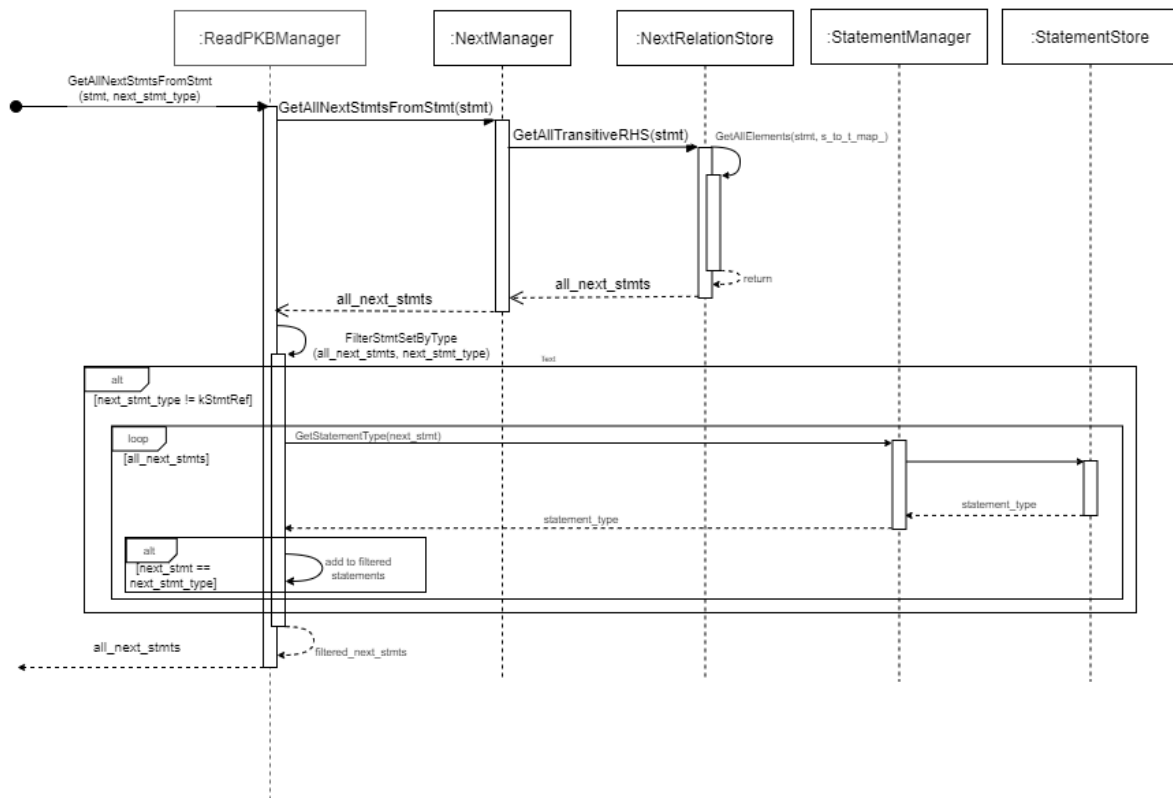 :ReadPKBManager
:NextManager
:NextRelationStore
:StatementManager
:StatementStore
GetAllNextStmtsFromStmt
(stmt, next_stmt_type)
GetAllNextStmtsFromStmt(stmt)
GetAllTransitiveRHS(stmt)
GetAllElements(stmt, s_to_t_map_)
return
all_next_stmts
all_next_stmts
FilterStmtSetByType
(all_next_stmts, next_stmt_type)
Text
alt
[next_stmt_type != kStmtRef]
loop
[all_next_stmts]
GetStatementType(next_stmt)
statement_type
statement_type
alt
[next_stmt ==
next_stmt_type]
add to filtered
statements
all_next_stmts
filtered_next_stmts